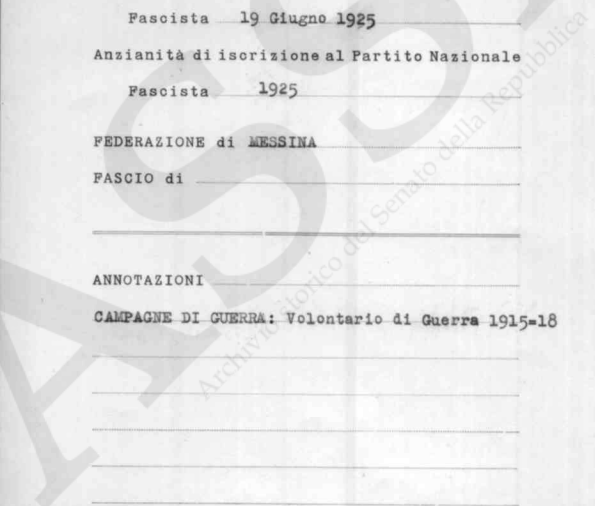 Fascista 19 Giugno 1925
Anzianità di iscrizione al Partito Nazionale
Fascista 1925
FEDERAZIONE di MESSINA
FASCIO di
ANNOTAZIONI
CAMPAGNE DI GUERRA: Volontario di Guerra 1915=18
ASSR
Archivio Storico del Senato della Repubblica